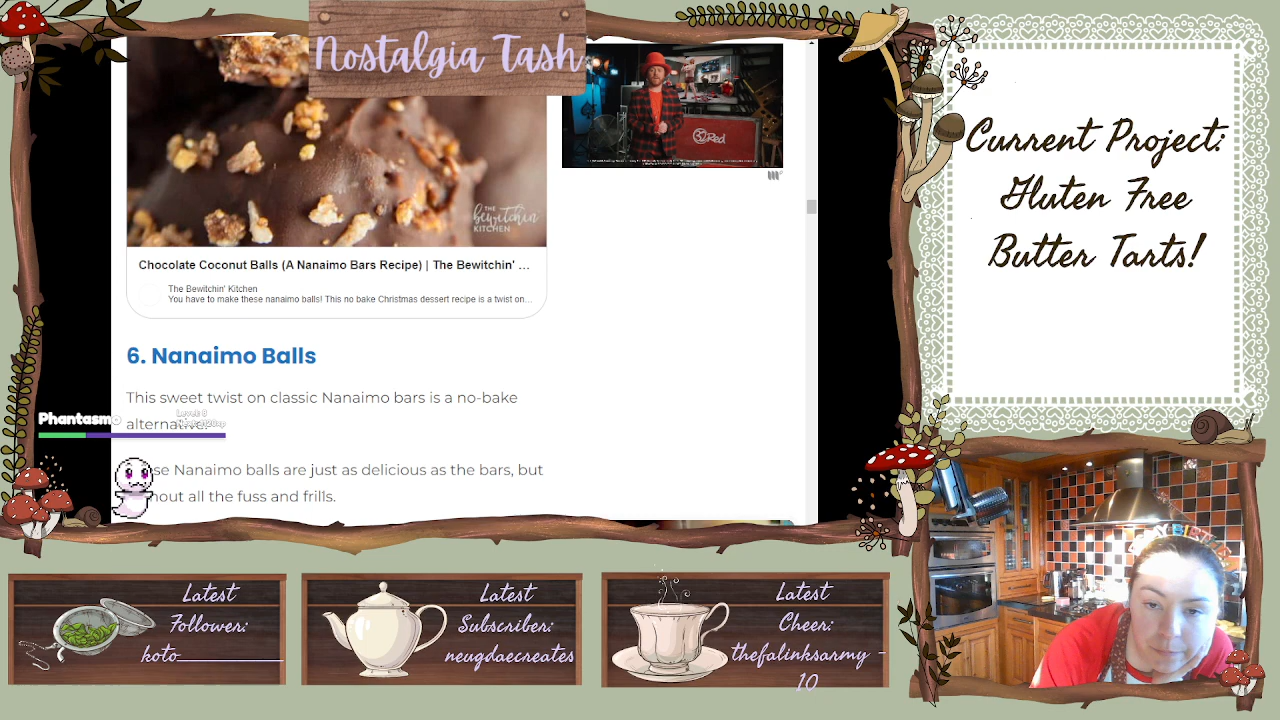 Nostalgia Tash
32Red
THE
bewitchin'
KITCHEN
Chocolate Coconut Balls (A Nanaimo Bars Recipe) | The Bewitchin' ...
The Bewitchin' Kitchen
You have to make these nanaimo balls! This no bake Christmas dessert recipe is a twist on...
6. Nanaimo Balls
This sweet twist on classic Nanaimo bars is a no-bake
alternative.
Phantasmo
Level: 8
se Nanaimo balls are just as delicious as the bars, but
hout all the fuss and frills.
Current Project:
Gluten Free
Butter Tarts!
Latest
Follower:
koto_
Latest
Subscriber:
neugdaecreates
Latest
Cheer:
thefalinksarmy -
10